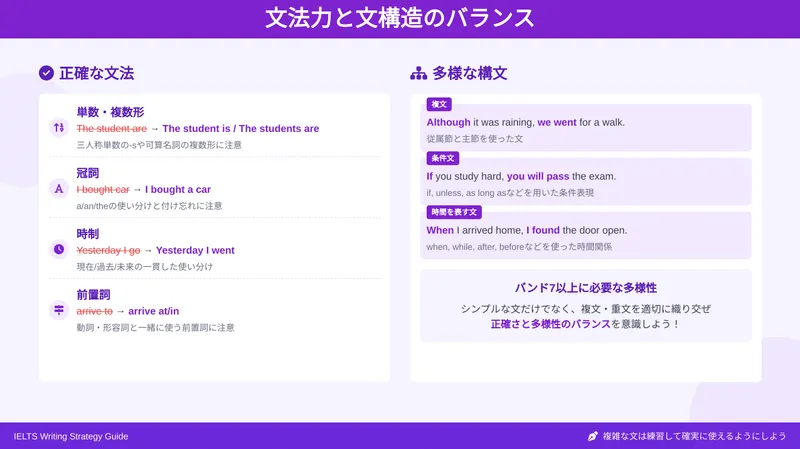 文法力と文構造のバランス
正確な文法
単数・複数形
The student are → The student is / The students are
三人称単数の-sや可算名詞の複数形に注意
冠詞
I bought car → I bought a car
a/an/theの使い分けと付け忘れに注意
時制
Yesterday I go → Yesterday I went
現在/過去/未来の一貫した使い分け
前置詞
arrive to → arrive at/in
動詞・形容詞と一緒に使う前置詞に注意
多様な構文
複文
Although it was raining, we went for a walk.
従属節と主節を使った文
条件文
If you study hard, you will pass the exam.
if, unless, as long asなどを用いた条件表現
時間を表す文
When I arrived home, I found the door open.
when, while, after, beforeなどを使った時間関係
バンド7以上に必要な多様性
シンプルな文だけでなく、複文・重文を適切に織り交ぜ
正確さと多様性のバランスを意識しよう！
IELTS Writing Strategy Guide
複雑な文は練習して確実に使えるようにしよう